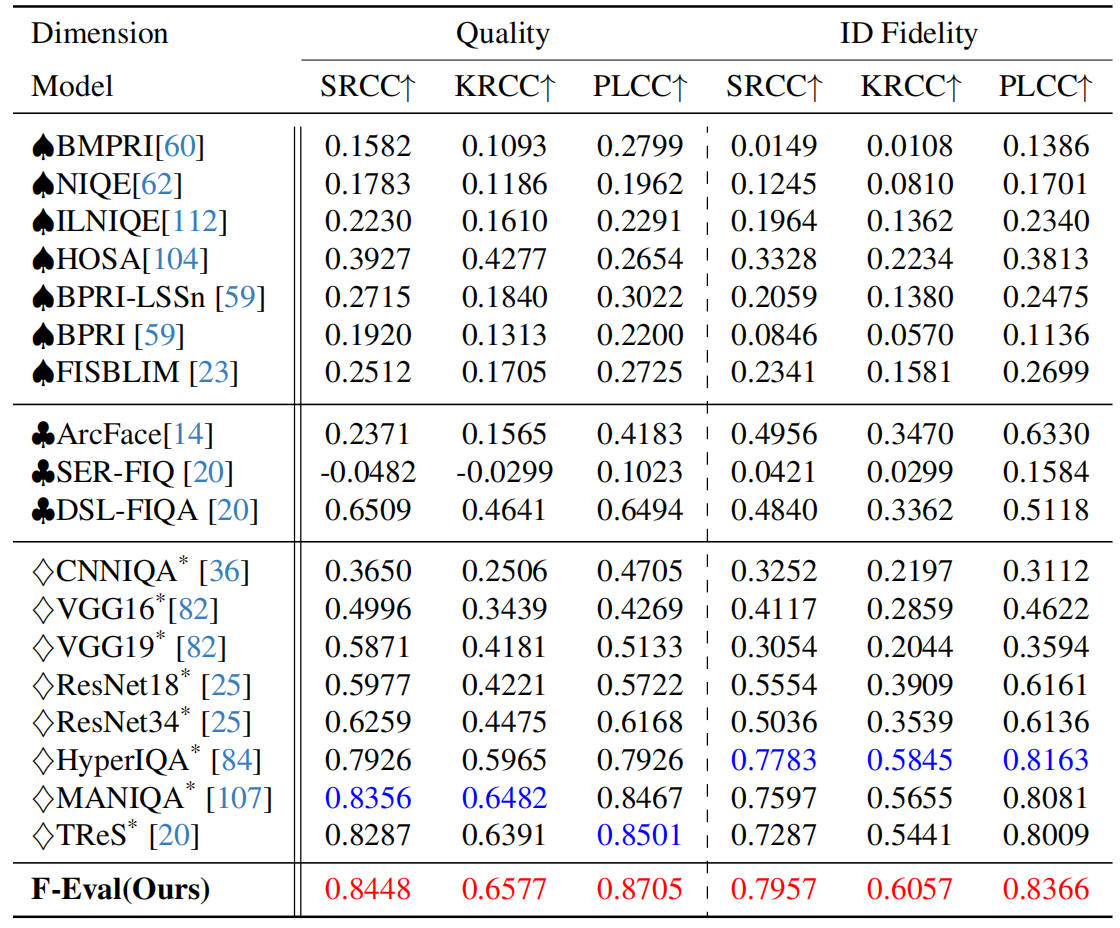 Dimension Quality ID Fidelity
Model SRCC↑ KRCC↑ PLCC↑ SRCC↑ KRCC↑ PLCC↑
♠BMPRI[60] 0.1582 0.1093 0.2799 0.0149 0.0108 0.1386
♠NIQE[62] 0.1783 0.1186 0.1962 0.1245 0.0810 0.1701
♠ILNIQE[112] 0.2230 0.1610 0.2291 0.1964 0.1362 0.2340
♠HOSA[104] 0.3927 0.4277 0.2654 0.3328 0.2234 0.3813
♠BPRI-LSSn [59] 0.2715 0.1840 0.3022 0.2059 0.1380 0.2475
♠BPRI [59] 0.1920 0.1313 0.2200 0.0846 0.0570 0.1136
♠FISBLIM [23] 0.2512 0.1705 0.2725 0.2341 0.1581 0.2699
♣ArcFace[14] 0.2371 0.1565 0.4183 0.4956 0.3470 0.6330
♣SER-FIQ [20] -0.0482 -0.0299 0.1023 0.0421 0.0299 0.1584
♣DSL-FIQA [20] 0.6509 0.4641 0.6494 0.4840 0.3362 0.5118
♢CNNIQA* [36] 0.3650 0.2506 0.4705 0.3252 0.2197 0.3112
♢VGG16*[82] 0.4996 0.3439 0.4269 0.4117 0.2859 0.4622
♢VGG19* [82] 0.5871 0.4181 0.5133 0.3054 0.2044 0.3594
♢ResNet18* [25] 0.5977 0.4221 0.5722 0.5554 0.3909 0.6161
♢ResNet34* [25] 0.6259 0.4475 0.6168 0.5036 0.3539 0.6136
♢HyperIQA* [84] 0.7926 0.5965 0.7926 0.7783 0.5845 0.8163
♢MANIQA* [107] 0.8356 0.6482 0.8467 0.7597 0.5655 0.8081
♢TReS* [20] 0.8287 0.6391 0.8501 0.7287 0.5441 0.8009
F-Eval(Ours) 0.8448 0.6577 0.8705 0.7957 0.6057 0.8366